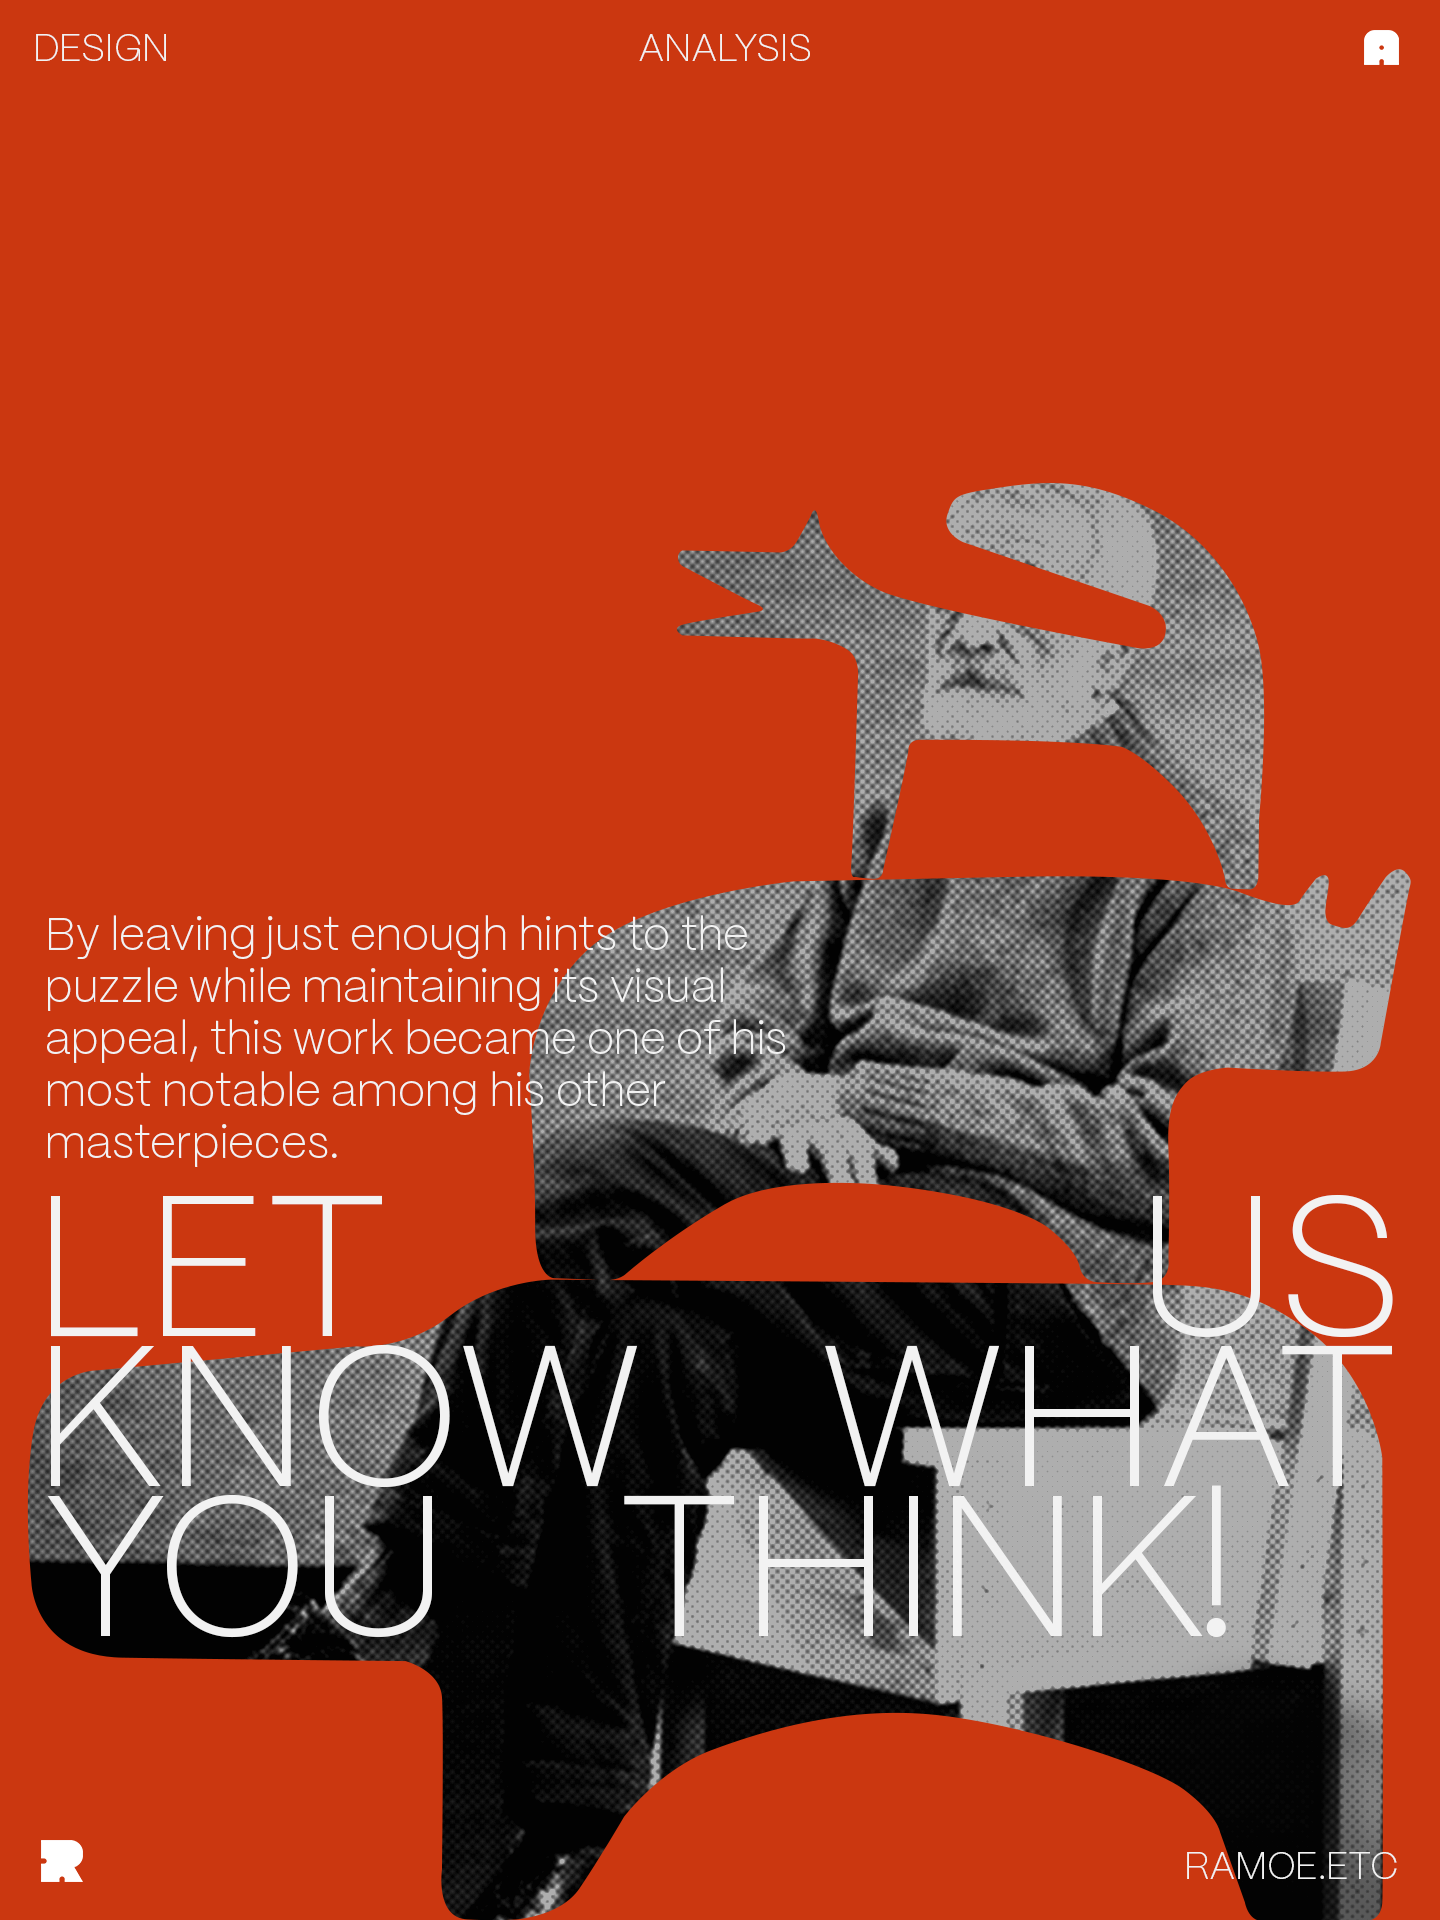 DESIGN
ANALYSIS
By leaving just enough hints to the
puzzle while maintaining its visual
appeal, this work became one of his
most notable among his other
masterpieces.
LET US
KNOW WHAT
YOU THINK!
R
RAMOE.ETC